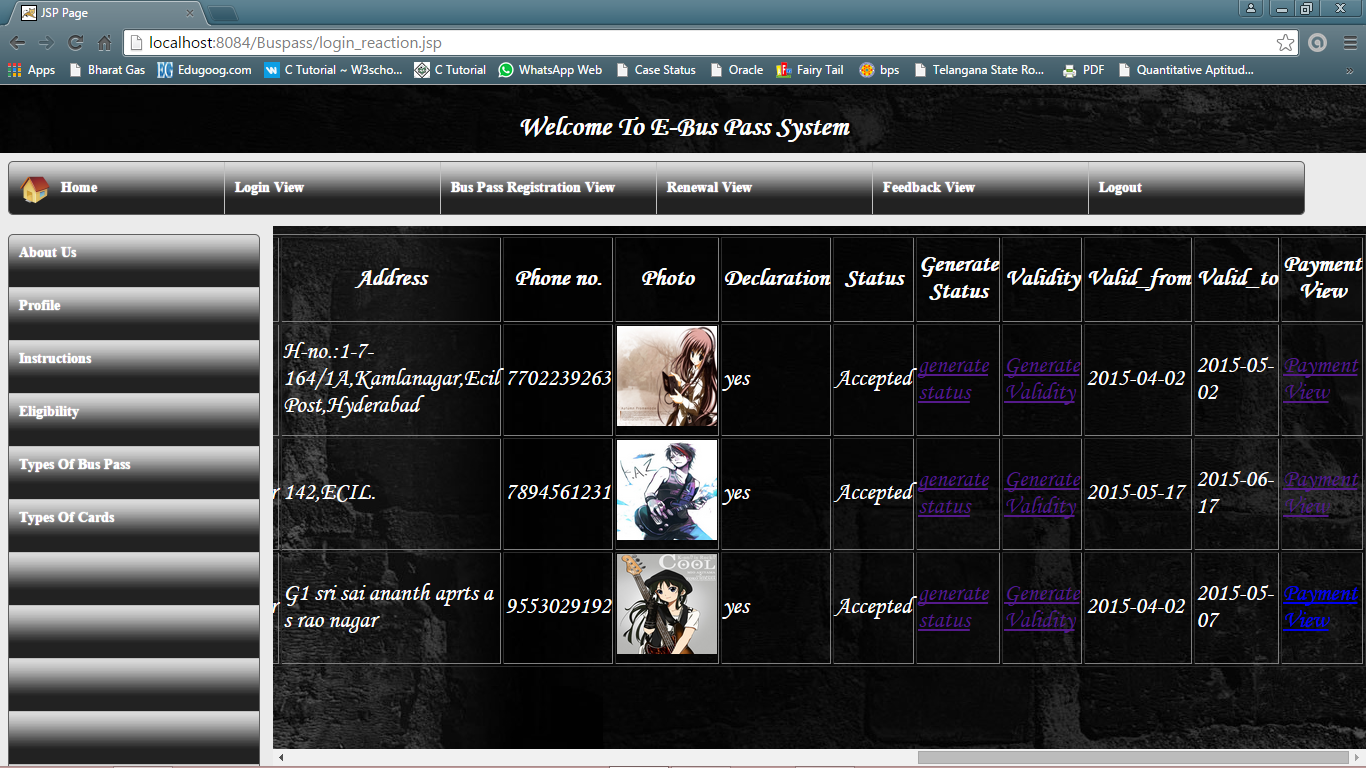 JSP Page
localhost:8084/Buspass/login_reaction.jsp
Apps Bharat Gas Edugoog.com C Tutorial ~ W3scho... C Tutorial WhatsApp Web Case Status Oracle Fairy Tail bps Telangana State Ro... PDF Quantitative Aptitud... »
Welcome To E-Bus Pass System
Home Login View Bus Pass Registration View Renewal View Feedback View Logout
About Us
Profile
Instructions
Eligibility
Types Of Bus Pass
Types Of Cards
Address Phone no. Photo Declaration Status Generate Status Validity Valid_from Valid_to Payment View
H-no.:1-7-
164/1A,Kamlanagar,Ecil 7702239263 yes Accepted generate status Generate Validity 2015-04-02 2015-05-02 Payment View
Post,Hyderabad
r 142,ECIL. 7894561231 K.A.Z yes Accepted generate status Generate Validity 2015-05-17 2015-06-17 Payment View
r G1 sri sai ananth aprts a
s rao nagar 9553029192 COOL yes Accepted generate status Generate Validity 2015-04-02 2015-05-07 Payment View